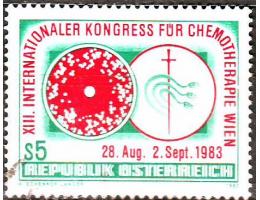 XIII. INTERNATIONALER KONGRESS FÜR CHEMOTHERAPIE WIEN
28. Aug. 2. Sept. 1983
S5
REPUBLIK ÖSTERREICH